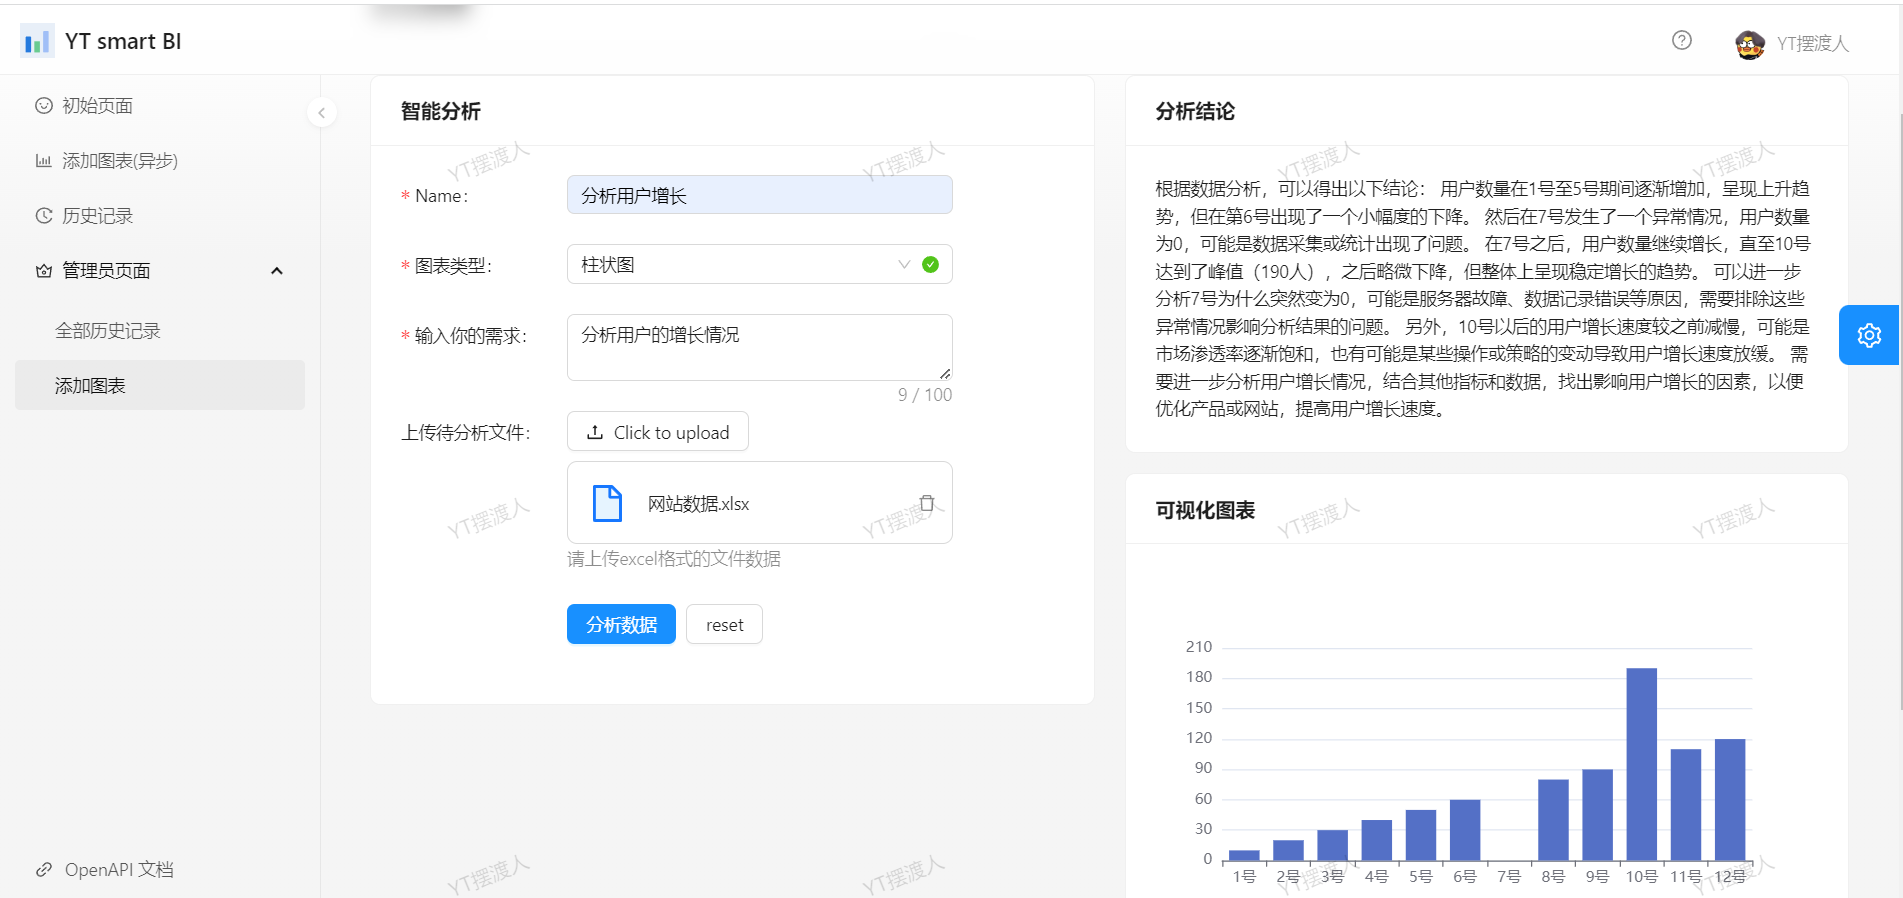 YT smart BI
YT摆渡人
初始页面
添加图表(异步)
历史记录
管理员页面
全部历史记录
添加图表
OpenAPI 文档
智能分析
* Name:
分析用户增长
* 图表类型:
柱状图
* 输入你的需求:
分析用户的增长情况
9 / 100
上传待分析文件:
Click to upload
网站数据.xlsx
请上传excel格式的文件数据
分析数据
reset
分析结论
根据数据分析，可以得出以下结论： 用户数量在1号至5号期间逐渐增加，呈现上升趋
势，但在第6号出现了一个小幅度的下降。 然后在7号发生了一个异常情况，用户数量
为0，可能是数据采集或统计出现了问题。 在7号之后，用户数量继续增长，直至10号
达到了峰值（190人），之后略微下降，但整体上呈现稳定增长的趋势。 可以进一步
分析7号为什么突然变为0，可能是服务器故障、数据记录错误等原因，需要排除这些
异常情况影响分析结果的问题。 另外，10号以后的用户增长速度较之前减慢，可能是
市场渗透率逐渐饱和，也有可能是某些操作或策略的变动导致用户增长速度放缓。 需
要进一步分析用户增长情况，结合其他指标和数据，找出影响用户增长的因素，以便
优化产品或网站，提高用户增长速度。
可视化图表
210
180
150
120
90
60
30
0
1号 2号 3号 4号 5号 6号 7号 8号 9号 10号 11号 12号
YT摆渡人
YT摆渡人
YT摆渡人
YT摆渡人
YT摆渡人
YT摆渡人
YT摆渡人
YT摆渡人
YT摆渡人
YT摆渡人
YT摆渡人
YT摆渡人